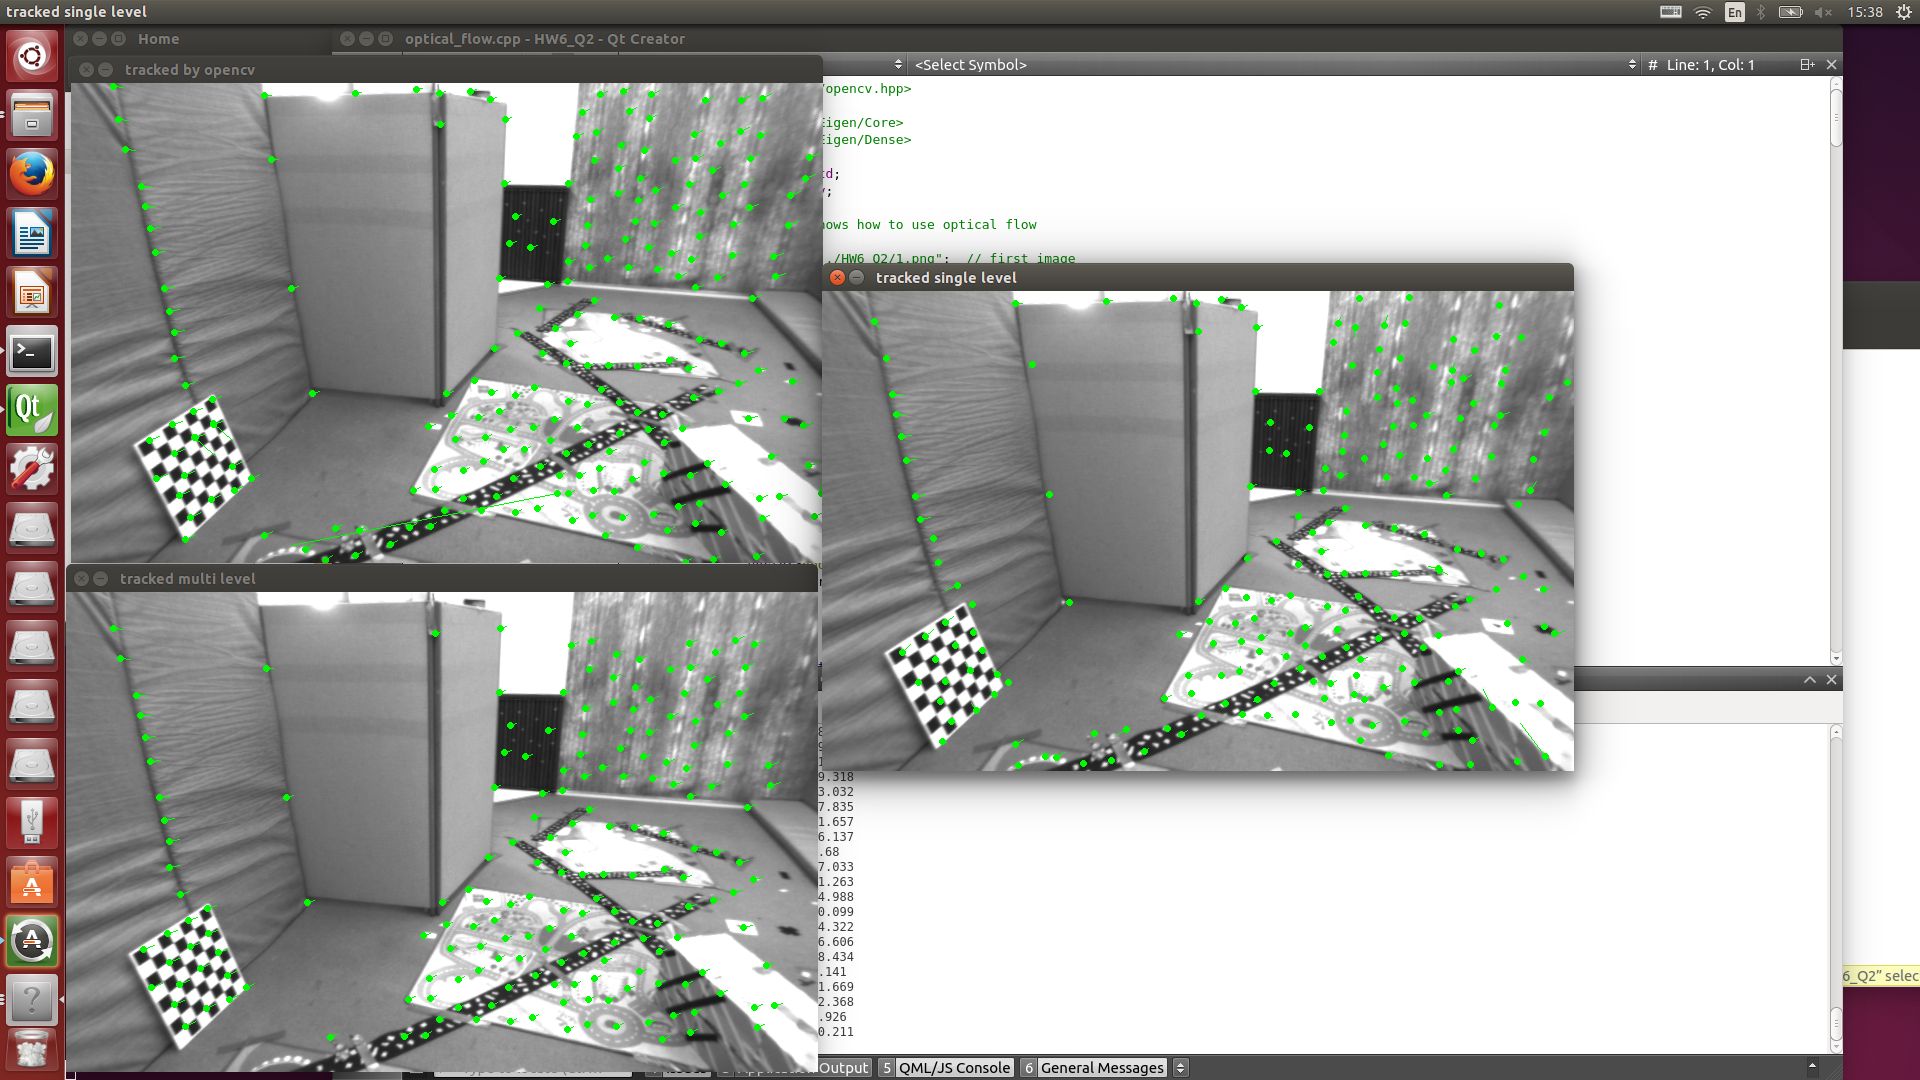 tracked single level
En
15:38
Home
optical_flow.cpp - HW6_Q2 - Qt Creator
tracked by opencv
<Select Symbol>
# Line: 1, Col: 1
/opencv.hpp>
Eigen/Core>
Eigen/Dense>
td;
;
hows how to use optical flow
./HW6_Q2/1.png"; // first image
tracked single level
tracked multi level
9.318
3.032
7.835
1.657
6.137
.68
7.033
1.263
4.988
0.099
4.322
6.606
8.434
.141
1.669
2.368
.926
0.211
6_Q2" selec
Output
5 QML/JS Console
6 General Messages